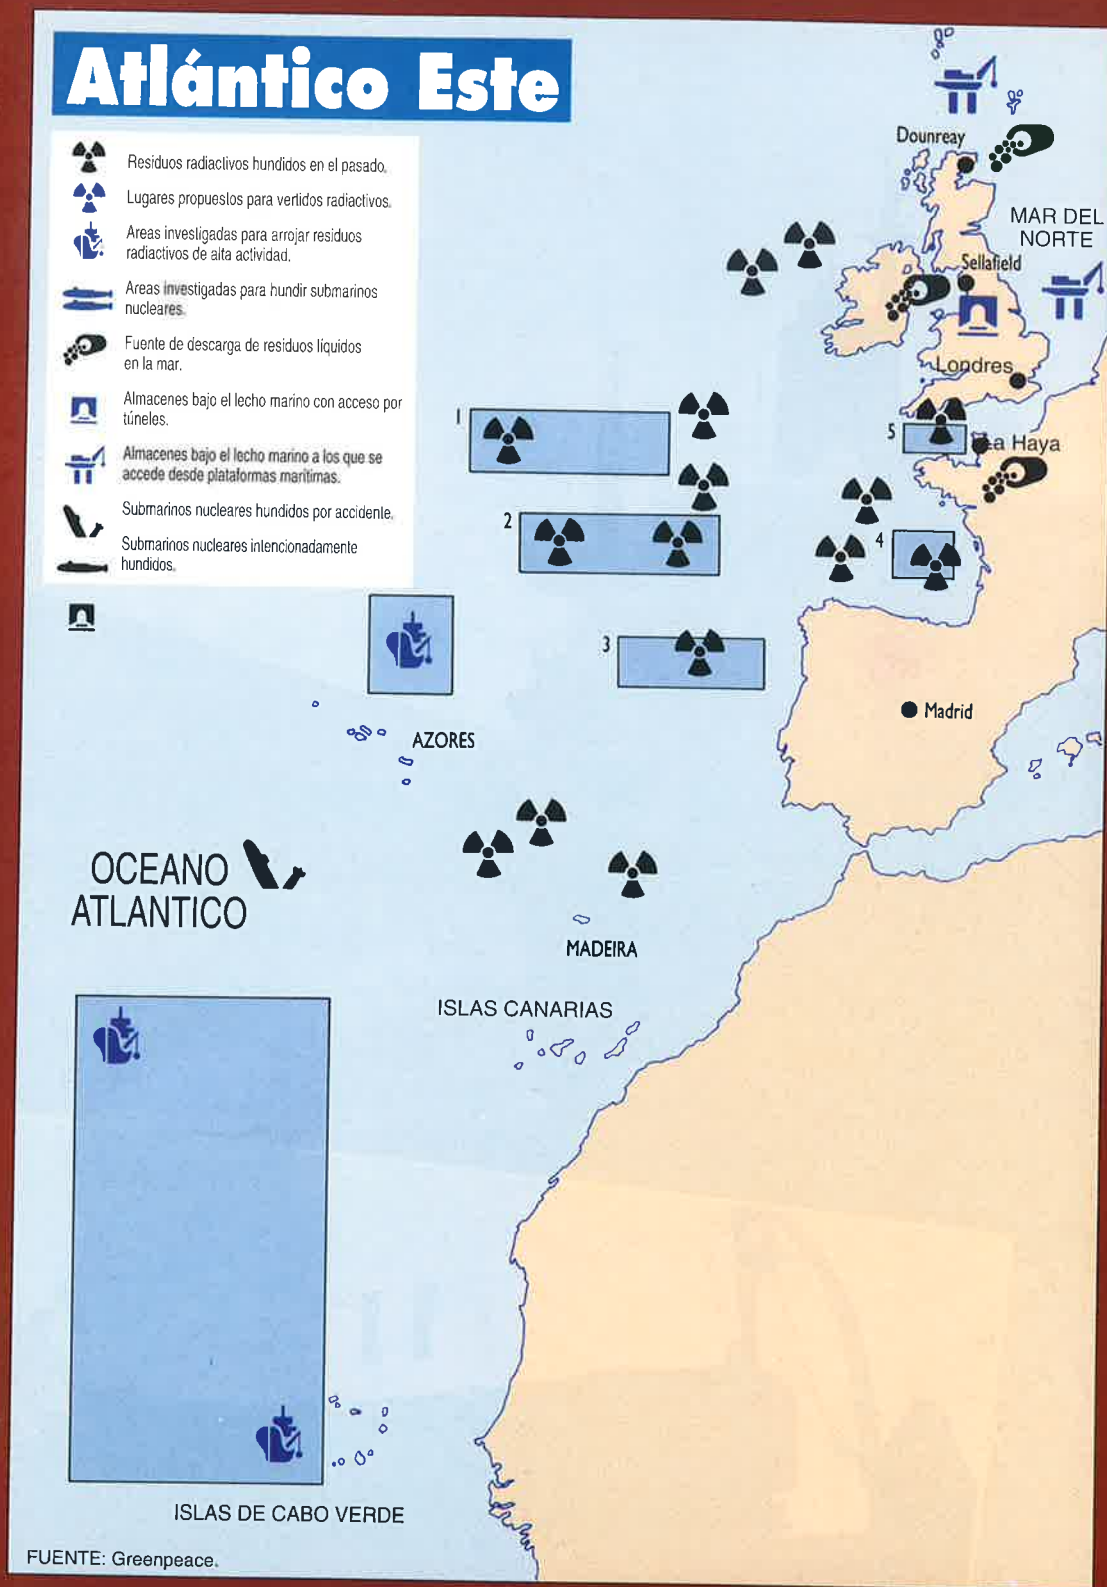 Atlántico Este
Residuos radiactivos hundidos en el pasado.
Lugares propuestos para vertidos radiactivos.
Areas investigadas para arrojar residuos
radiactivos de alta actividad.
Areas investigadas para hundir submarinos
nucleares.
Fuente de descarga de residuos líquidos
en la mar.
Almacenes bajo el lecho marino con acceso por
túneles.
Almacenes bajo el lecho marino a los que se
accede desde plataformas marítimas.
Submarinos nucleares hundidos por accidente.
Submarinos nucleares intencionadamente
hundidos.
Dounreay
MAR DEL
NORTE
Sellafield
Londres
1
5
La Haya
2
4
3
Madrid
AZORES
OCEANO
ATLANTICO
MADEIRA
ISLAS CANARIAS
ISLAS DE CABO VERDE
FUENTE: Greenpeace.